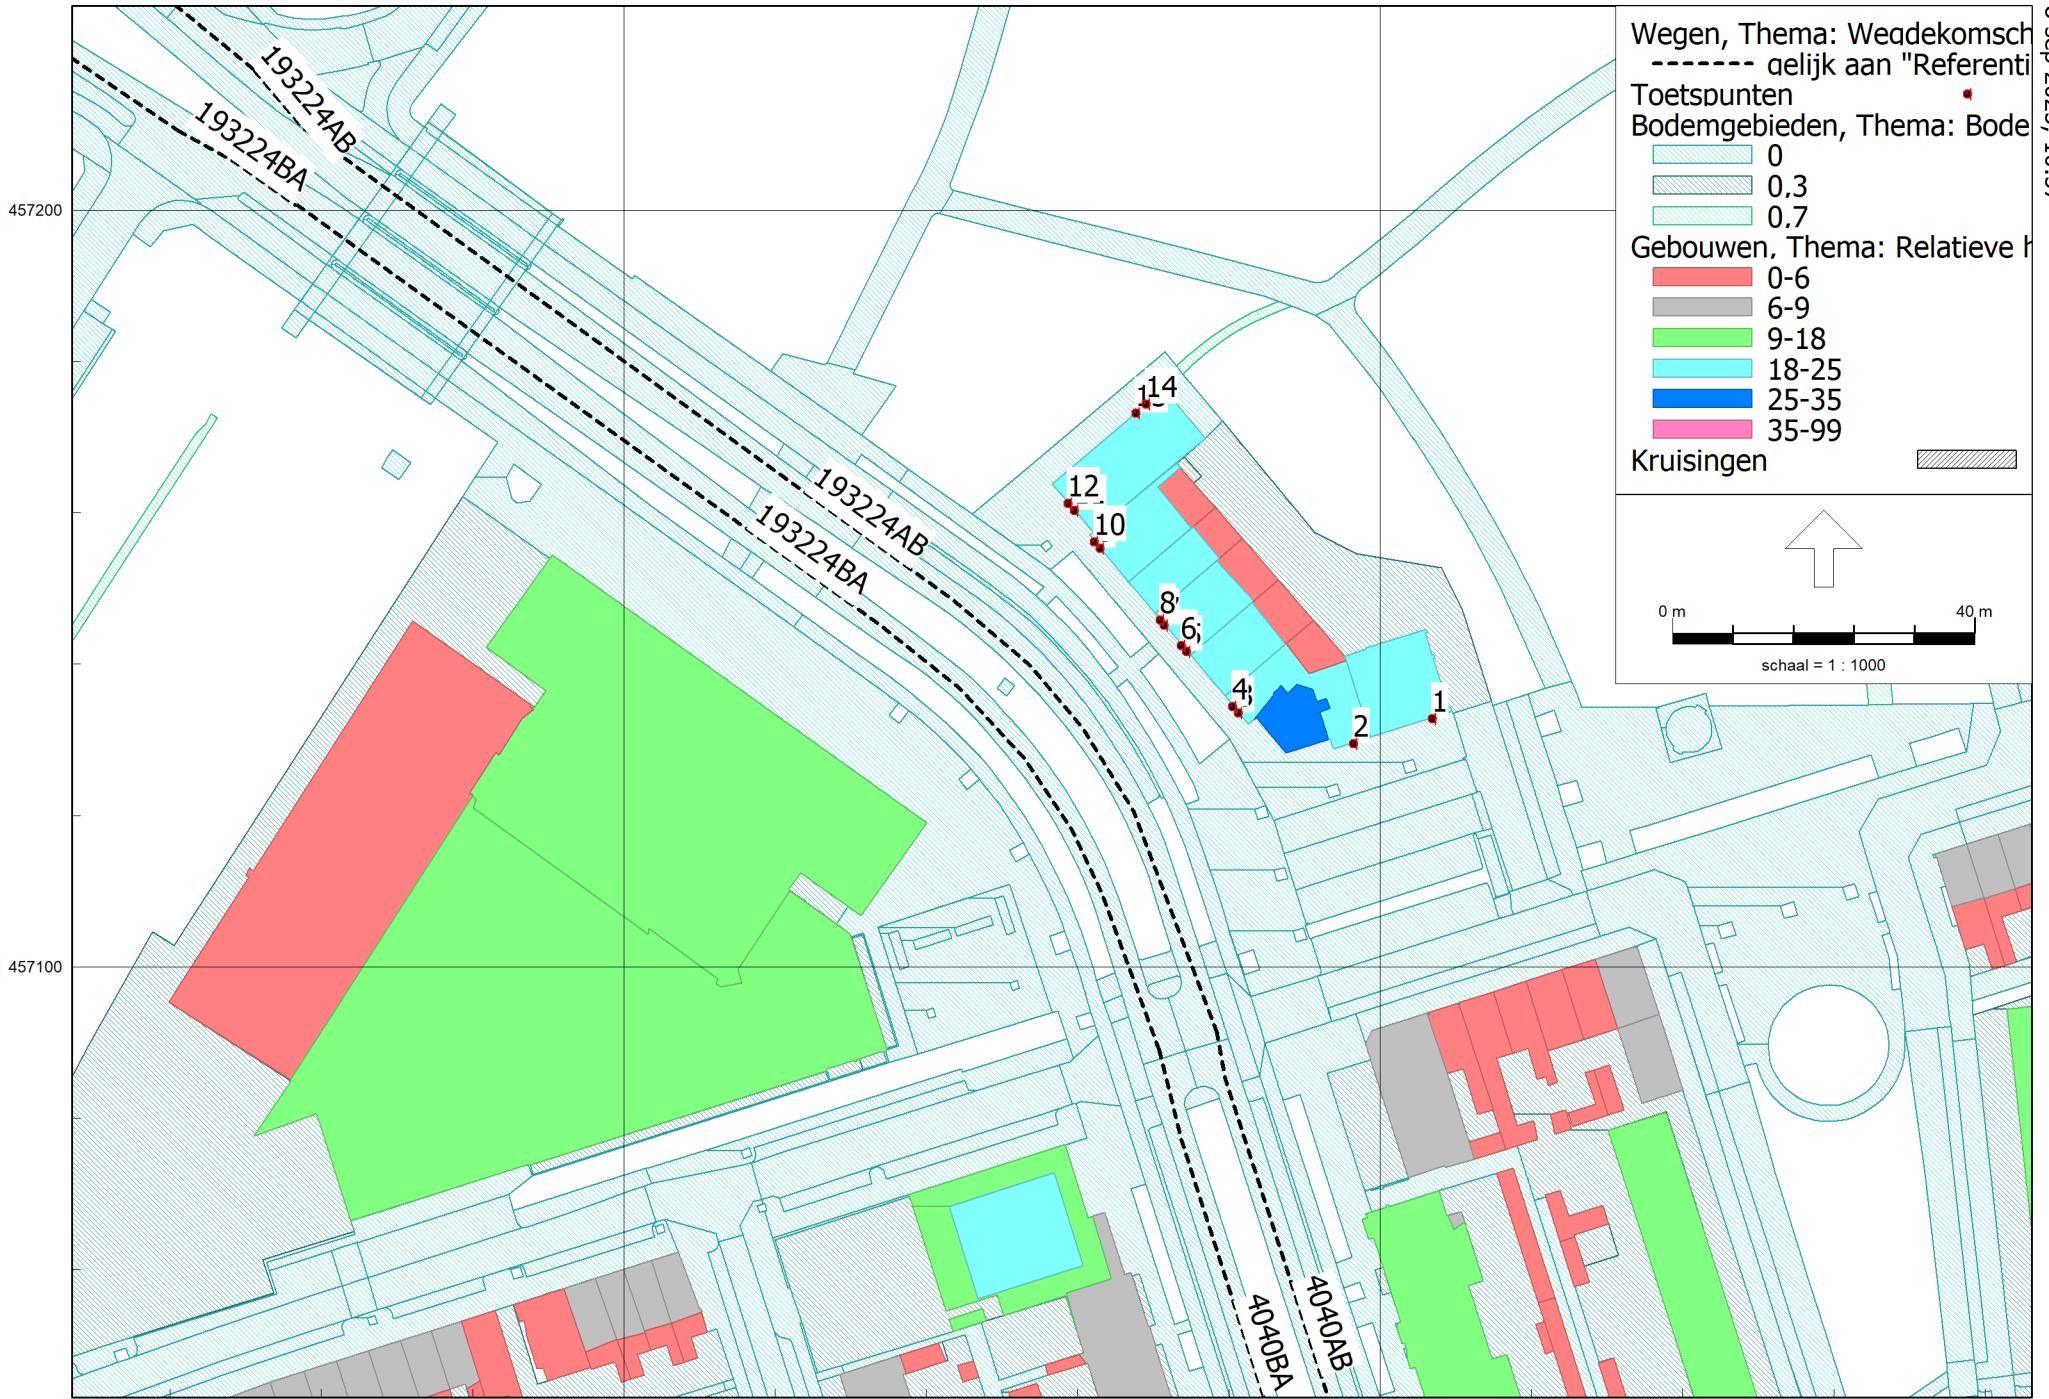 Wegen, Thema: Wegdekomsch
gelijk aan "Referenti
Toetspunten
Bodemgebieden, Thema: Bode
0
0,3
0,7
Gebouwen, Thema: Relatieve h
0-6
6-9
9-18
18-25
25-35
35-99
Kruisingen
0 m
40 m
schaal = 1 : 1000
457200
457100
193224AB
193224BA
193224AB
193224BA
4040BA
4040AB
14
12
10
8
6
4
2
1